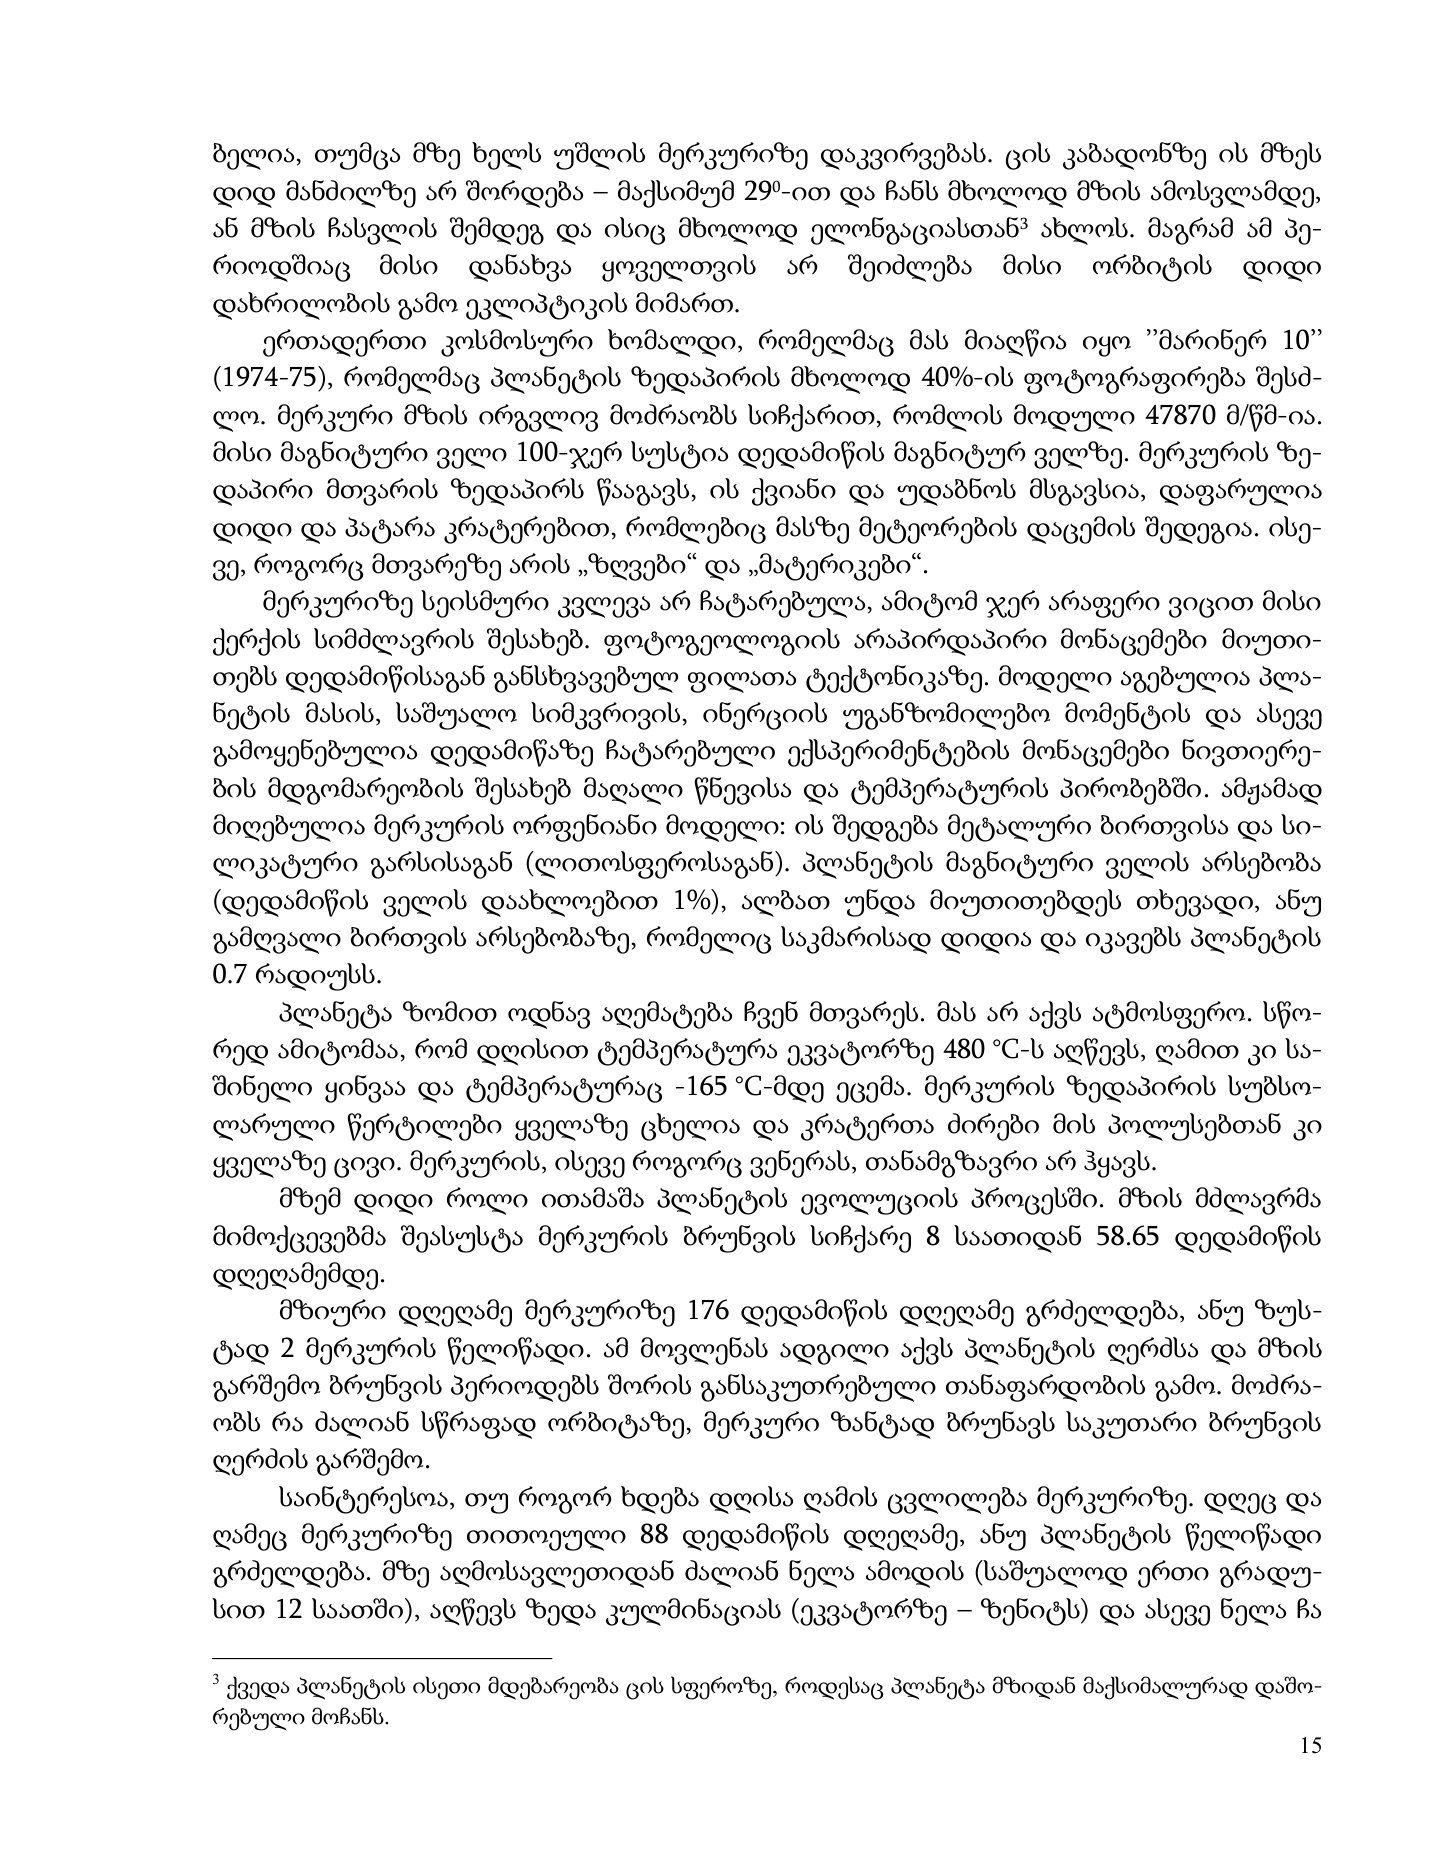 ბელია, თუმცა მზე ხელს უშლის მერკურიზე დაკვირვებას. ცის კაბადონზე ის მზეს
დიდ მანძილზე არ შორდება – მაქსიმუმ 29⁰-ით და ჩანს მხოლოდ მზის ამოსვლამდე,
ან მზის ჩასვლის შემდეგ და ისიც მხოლოდ ელონგაციასთან³ ახლოს. მაგრამ ამ პე-
რიოდშიაც მისი დანახვა ყოველთვის არ შეიძლება მისი ორბიტის დიდი
დახრილობის გამო ეკლიპტიკის მიმართ.
ერთადერთი კოსმოსური ხომალდი, რომელმაც მას მიაღწია იყო ’’მარინერ 10’’
(1974-75), რომელმაც პლანეტის ზედაპირის მხოლოდ 40%-ის ფოტოგრაფირება შესძ-
ლო. მერკური მზის ირგვლივ მოძრაობს სიჩქარით, რომლის მოდული 47870 მ/წმ-ია.
მისი მაგნიტური ველი 100-ჯერ სუსტია დედამიწის მაგნიტურ ველზე. მერკურის ზე-
დაპირი მთვარის ზედაპირს წააგავს, ის ქვიანი და უდაბნოს მსგავსია, დაფარულია
დიდი და პატარა კრატერებით, რომლებიც მასზე მეტეორების დაცემის შედეგია. ისე-
ვე, როგორც მთვარეზე არის „ზღვები“ და „მატერიკები“.
მერკურიზე სეისმური კვლევა არ ჩატარებულა, ამიტომ ჯერ არაფერი ვიცით მისი
ქერქის სიმძლავრის შესახებ. ფოტოგეოლოგიის არაპირდაპირი მონაცემები მიუთი-
თებს დედამიწისაგან განსხვავებულ ფილათა ტექტონიკაზე. მოდელი აგებულია პლა-
ნეტის მასის, საშუალო სიმკვრივის, ინერციის უგანზომილებო მომენტის და ასევე
გამოყენებულია დედამიწაზე ჩატარებული ექსპერიმენტების მონაცემები ნივთიერე-
ბის მდგომარეობის შესახებ მაღალი წნევისა და ტემპერატურის პირობებში. ამჟამად
მიღებულია მერკურის ორფენიანი მოდელი: ის შედგება მეტალური ბირთვისა და სი-
ლიკატური გარსისაგან (ლითოსფეროსაგან). პლანეტის მაგნიტური ველის არსებობა
(დედამიწის ველის დაახლოებით 1%), ალბათ უნდა მიუთითებდეს თხევადი, ანუ
გამღვალი ბირთვის არსებობაზე, რომელიც საკმარისად დიდია და იკავებს პლანეტის
0.7 რადიუსს.
პლანეტა ზომით ოდნავ აღემატება ჩვენ მთვარეს. მას არ აქვს ატმოსფერო. სწო-
რედ ამიტომაა, რომ დღისით ტემპერატურა ეკვატორზე 480 °C-ს აღწევს, ღამით კი სა-
შინელი ყინვაა და ტემპერატურაც -165 °C-მდე ეცემა. მერკურის ზედაპირის სუბსო-
ლარული წერტილები ყველაზე ცხელია და კრატერთა ძირები მის პოლუსებთან კი
ყველაზე ცივი. მერკურის, ისევე როგორც ვენერას, თანამგზავრი არ ჰყავს.
მზემ დიდი როლი ითამაშა პლანეტის ევოლუციის პროცესში. მზის მძლავრმა
მიმოქცევებმა შეასუსტა მერკურის ბრუნვის სიჩქარე 8 საათიდან 58.65 დედამიწის
დღეღამემდე.
მზიური დღეღამე მერკურიზე 176 დედამიწის დღეღამე გრძელდება, ანუ ზუს-
ტად 2 მერკურის წელიწადი. ამ მოვლენას ადგილი აქვს პლანეტის ღერძსა და მზის
გარშემო ბრუნვის პერიოდებს შორის განსაკუთრებული თანაფარდობის გამო. მოძრა-
ობს რა ძალიან სწრაფად ორბიტაზე, მერკური ზანტად ბრუნავს საკუთარი ბრუნვის
ღერძის გარშემო.
საინტერესოა, თუ როგორ ხდება დღისა ღამის ცვლილება მერკურიზე. დღეც და
ღამეც მერკურიზე თითოეული 88 დედამიწის დღეღამე, ანუ პლანეტის წელიწადი
გრძელდება. მზე აღმოსავლეთიდან ძალიან ნელა ამოდის (საშუალოდ ერთი გრადუ-
სით 12 საათში), აღწევს ზედა კულმინაციას (ეკვატორზე – ზენიტს) და ასევე ნელა ჩა
³ ქვედა პლანეტის ისეთი მდებარეობა ცის სფეროზე, როდესაც პლანეტა მზიდან მაქსიმალურად დაშო-
რებული მოჩანს.
15